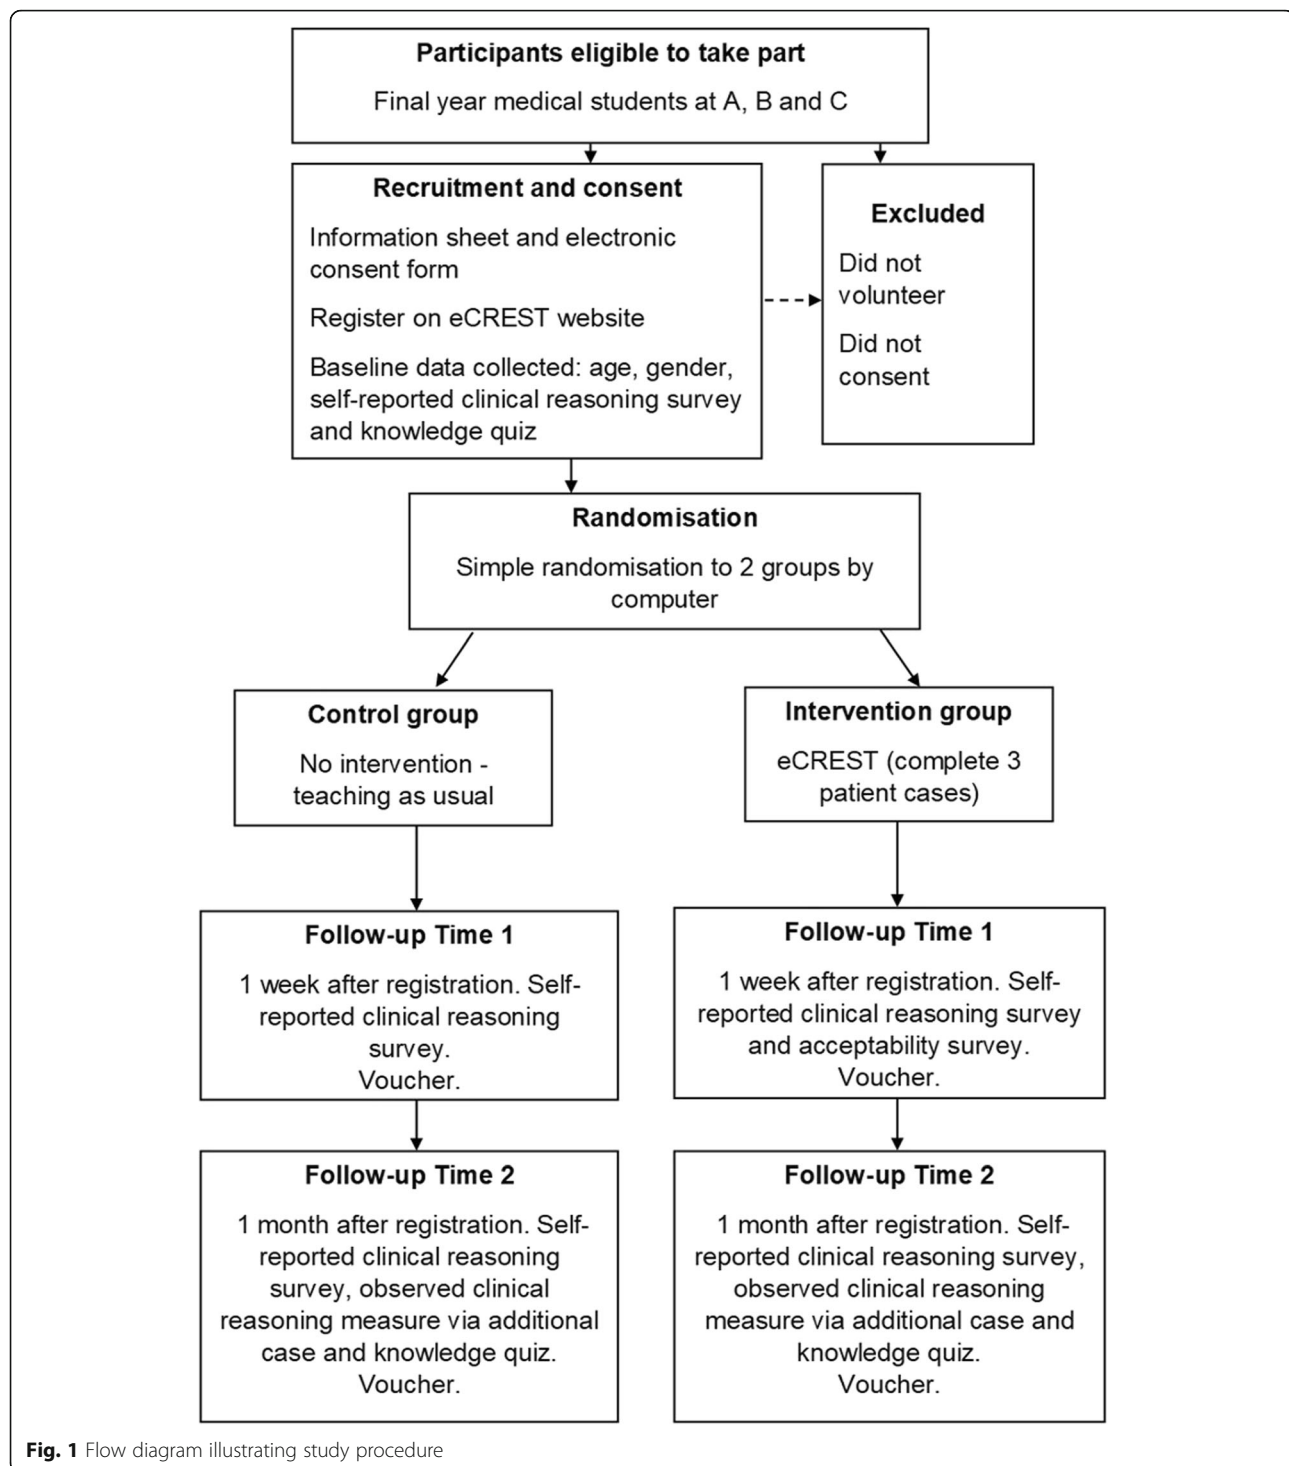 Participants eligible to take part
Final year medical students at A, B and C
Recruitment and consent
Information sheet and electronic
consent form
Register on eCREST website
Baseline data collected: age, gender,
self-reported clinical reasoning survey
and knowledge quiz
Excluded
Did not
volunteer
Did not
consent
Randomisation
Simple randomisation to 2 groups by
computer
Control group
No intervention -
teaching as usual
Intervention group
eCREST (complete 3
patient cases)
Follow-up Time 1
1 week after registration. Self-
reported clinical reasoning
survey.
Voucher.
Follow-up Time 1
1 week after registration. Self-
reported clinical reasoning survey
and acceptability survey.
Voucher.
Follow-up Time 2
1 month after registration. Self-
reported clinical reasoning
survey, observed clinical
reasoning measure via additional
case and knowledge quiz.
Voucher.
Follow-up Time 2
1 month after registration. Self-
reported clinical reasoning survey,
observed clinical reasoning
measure via additional case and
knowledge quiz.
Voucher.
Fig. 1 Flow diagram illustrating study procedure